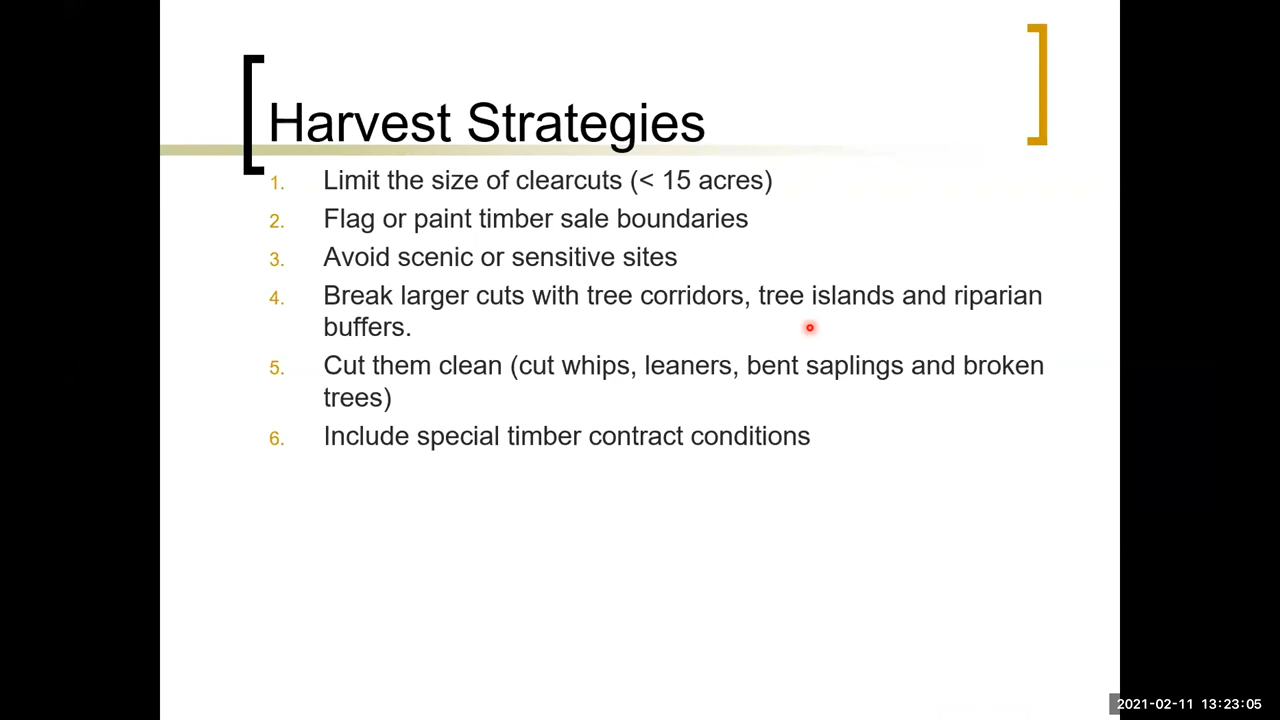 Harvest Strategies
1. Limit the size of clearcuts (< 15 acres)
2. Flag or paint timber sale boundaries
3. Avoid scenic or sensitive sites
4. Break larger cuts with tree corridors, tree islands and riparian
buffers.
5. Cut them clean (cut whips, leaners, bent saplings and broken
trees)
6. Include special timber contract conditions
2021-02-11 13:23:05